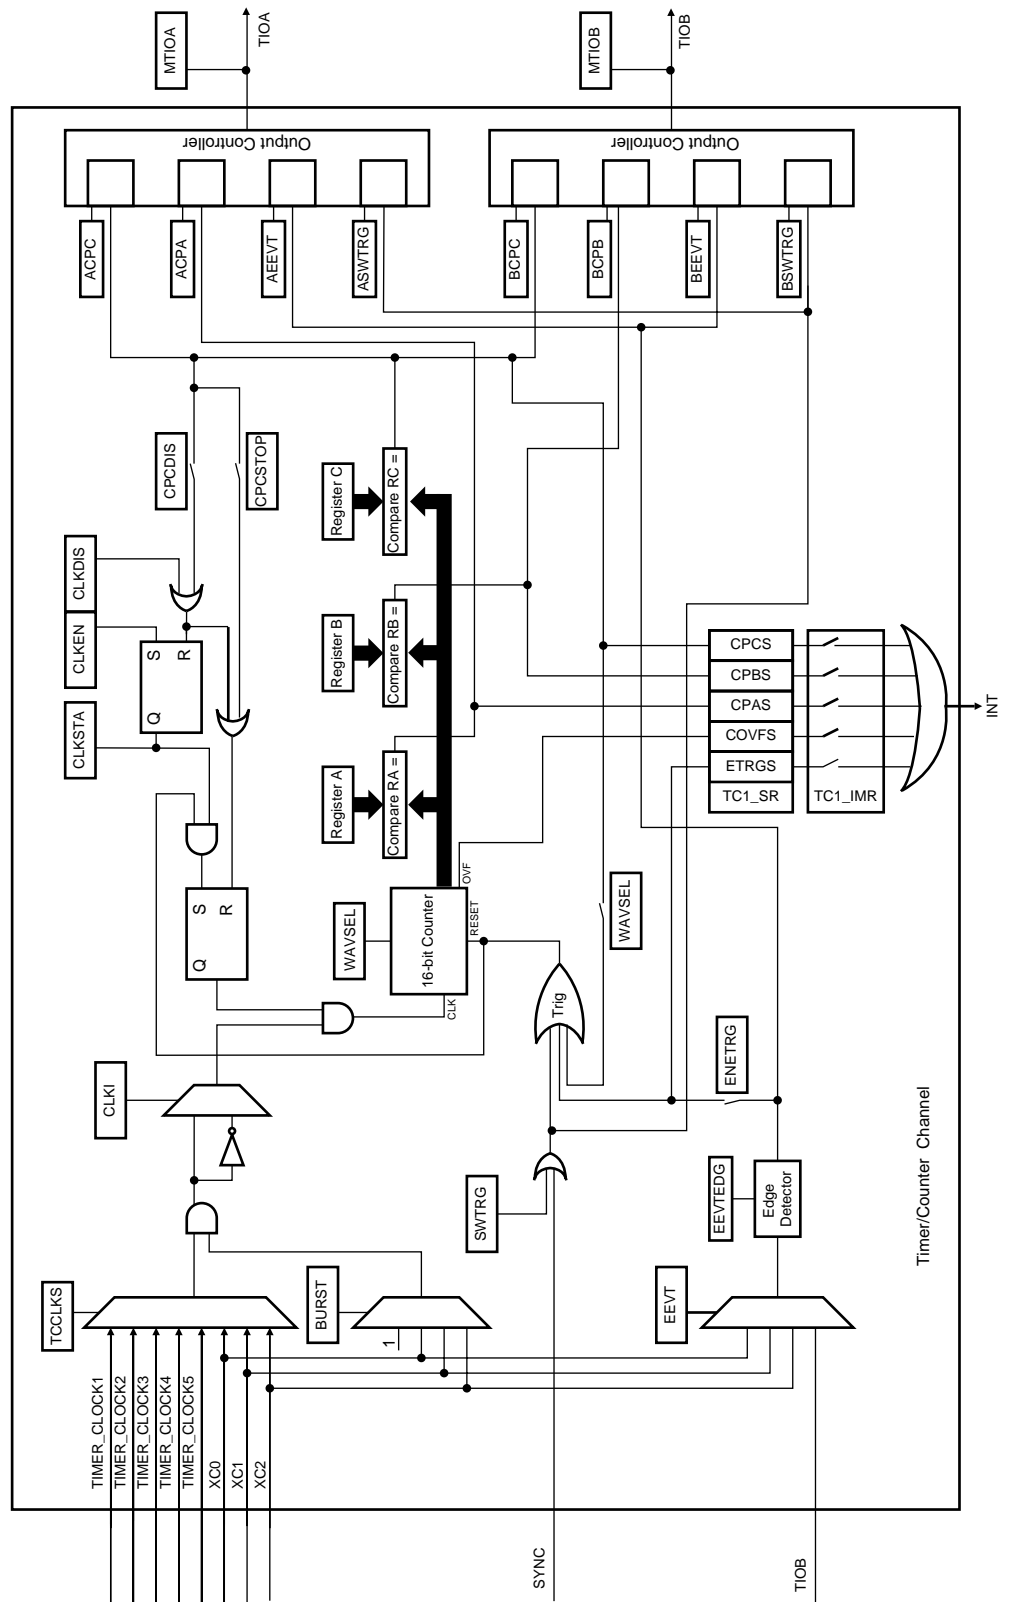 MTIOA
TIOA
MTIOB
TIOB
Output Controller
Output Controller
ACPC
ACPA
AEEVT
ASWTRG
BCPC
BCPB
BEEVT
BSWTRG
CPCDIS
CPCSTOP
Register C
Compare RC =
CLKDIS
CLKEN
CLKSTA
S
R
Q
Register B
Compare RB =
Register A
Compare RA =
CPCS
CPBS
CPAS
COVFS
ETRGS
TC1_SR
TC1_IMR
INT
S
R
Q
WAVSEL
16-bit Counter
OVF
RESET
CLK
WAVSEL
Trig
CLKI
ENETRG
SWTRG
EEVTEDG
Edge
Detector
Timer/Counter Channel
TCCLKS
BURST
1
EEVT
TIMER_CLOCK1
TIMER_CLOCK2
TIMER_CLOCK3
TIMER_CLOCK4
TIMER_CLOCK5
XC0
XC1
XC2
SYNC
TIOB